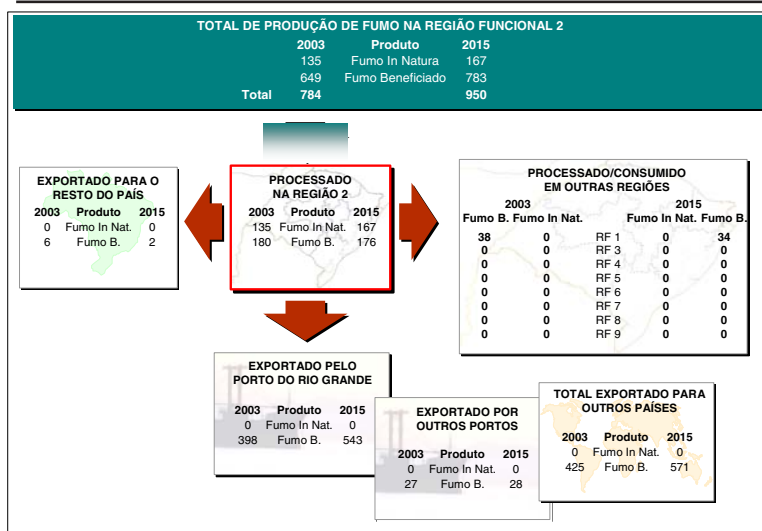 TOTAL DE PRODUÇÃO DE FUMO NA REGIÃO FUNCIONAL 2
2003 Produto 2015
135 Fumo In Natura 167
649 Fumo Beneficiado 783
Total 784 950
EXPORTADO PARA O
RESTO DO PAÍS
2003 Produto 2015
0 Fumo In Nat. 0
6 Fumo B. 2
PROCESSADO
NA REGIÃO 2
2003 Produto 2015
135 Fumo In Nat. 167
180 Fumo B. 176
PROCESSADO/CONSUMIDO
EM OUTRAS REGIÕES
2003 2015
Fumo B. Fumo In Nat. Fumo In Nat. Fumo B.
38 0 RF 1 0 34
0 0 RF 3 0 0
0 0 RF 4 0 0
0 0 RF 5 0 0
0 0 RF 6 0 0
0 0 RF 7 0 0
0 0 RF 8 0 0
0 0 RF 9 0 0
EXPORTADO PELO
PORTO DO RIO GRANDE
2003 Produto 2015
0 Fumo In Nat. 0
398 Fumo B. 543
EXPORTADO POR
OUTROS PORTOS
2003 Produto 2015
0 Fumo In Nat. 0
27 Fumo B. 28
TOTAL EXPORTADO PARA
OUTROS PAÍSES
2003 Produto 2015
0 Fumo In Nat. 0
425 Fumo B. 571